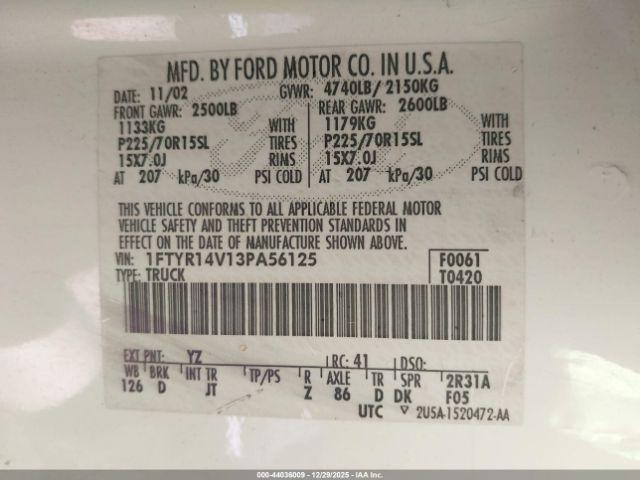 MFD. BY FORD MOTOR CO. IN U.S.A.
DATE: 11/02 GVWR: 4740LB/ 2150KG
FRONT GAWR: 2500LB REAR GAWR: 2600LB
1133KG WITH 1179KG WITH
P225/70R15SL TIRES P225/70R15SL TIRES
15X7.0J RIMS 15X7.0J RIMS
AT 207 kPa/30 PSI COLD AT 207 kPa/30 PSI COLD
THIS VEHICLE CONFORMS TO ALL APPLICABLE FEDERAL MOTOR
VEHICLE SAFETY AND THEFT PREVENTION STANDARDS IN
EFFECT ON THE DATE OF MANUFACTURE SHOWN ABOVE.
VIN: 1FTYR14V13PA56125 F0061
TYPE: TRUCK T0420
EXT PNT: YZ RC: 41 DSO:
WB BRK INT TR TP/PS R AXLE TR SPR 2R31A
126 D JT Z 86 D DK F05
UTC ▽ 2U5A-1520472-AA
000-44036009 - 12/29/2025 - IAA Inc.